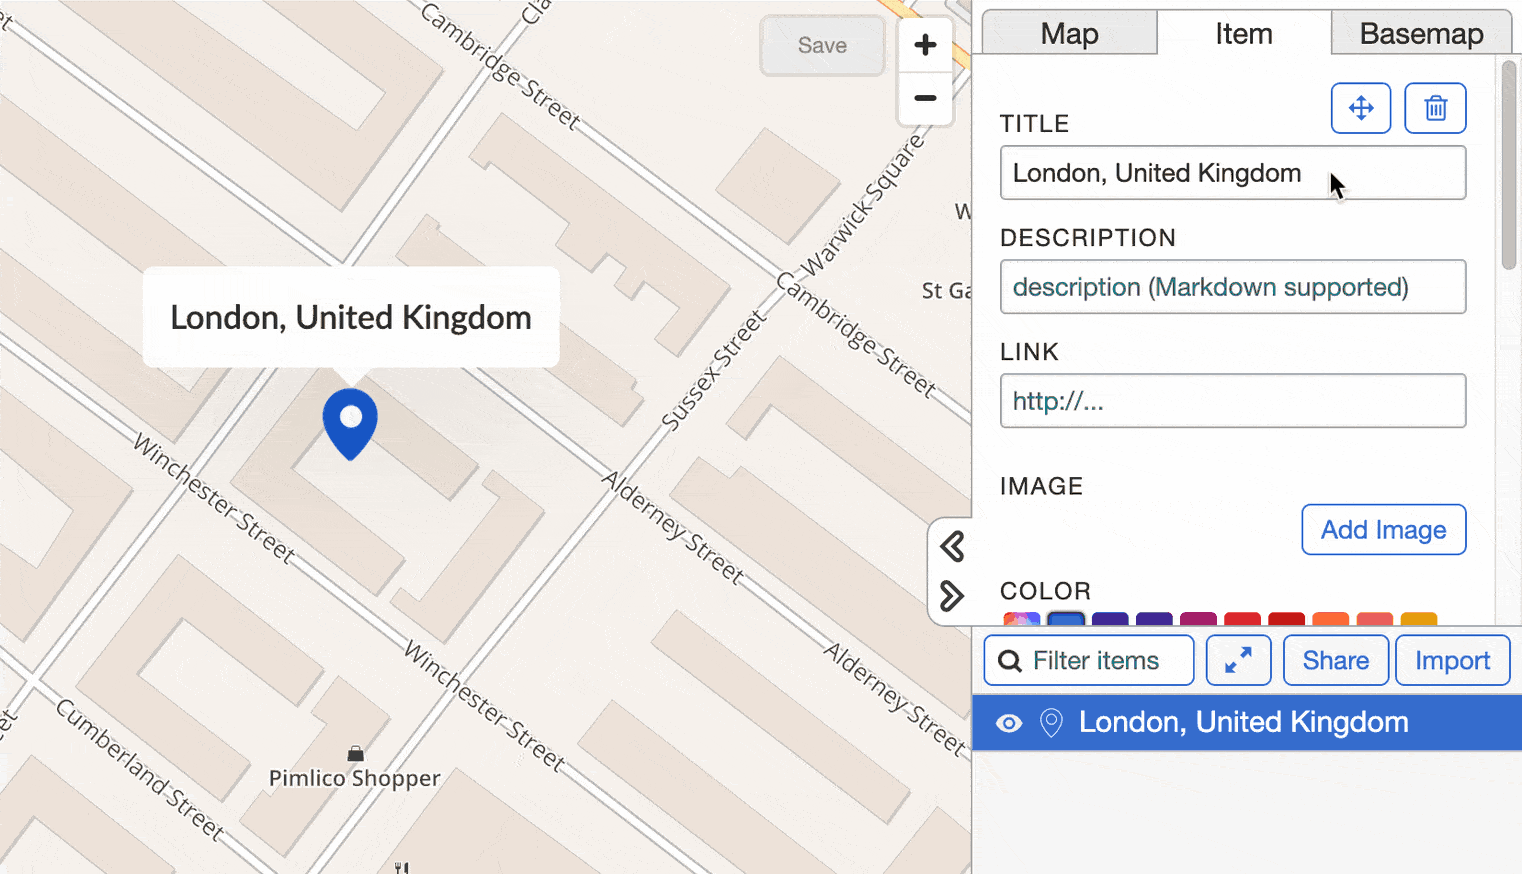 Cambridge Street
Save
+
−
Warwick Square
St Ga
London, United Kingdom
Cambridge Street
Sussex Street
Winchester Street
Alderney Street
Winchester Street
Alderney Street
Cumberland Street
Pimlico Shopper
Map
Item
Basemap
TITLE
London, United Kingdom
DESCRIPTION
description (Markdown supported)
LINK
http://...
IMAGE
Add Image
COLOR
Filter items
Share
Import
London, United Kingdom